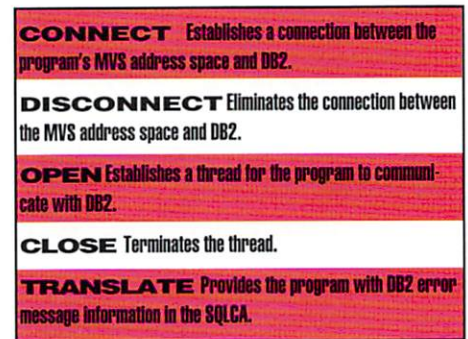 CONNECT Establishes a connection between the
program's MVS address space and DB2.
DISCONNECT Eliminates the connection between
the MVS address space and DB2.
OPEN Establishes a thread for the program to communi-
cate with DB2.
CLOSE Terminates the thread.
TRANSLATE Provides the program with DB2 error
message information in the SQLCA.